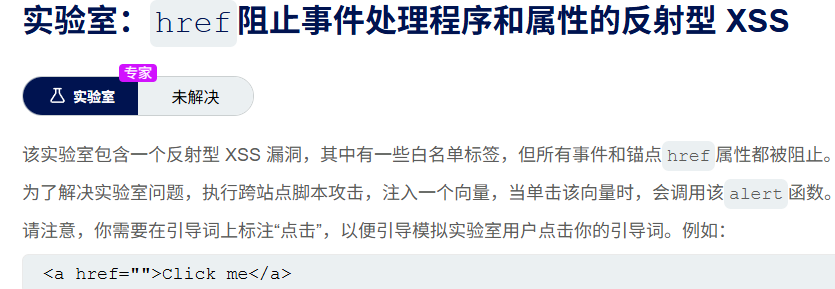 实验室：href阻止事件处理程序和属性的反射型 XSS
专家
实验室 未解决
该实验室包含一个反射型 XSS 漏洞，其中有一些白名单标签，但所有事件和锚点href属性都被阻止。
为了解决实验室问题，执行跨站点脚本攻击，注入一个向量，当单击该向量时，会调用该alert函数。
请注意，你需要在引导词上标注“点击”，以便引导模拟实验室用户点击你的引导词。例如：
<a href="">Click me</a>